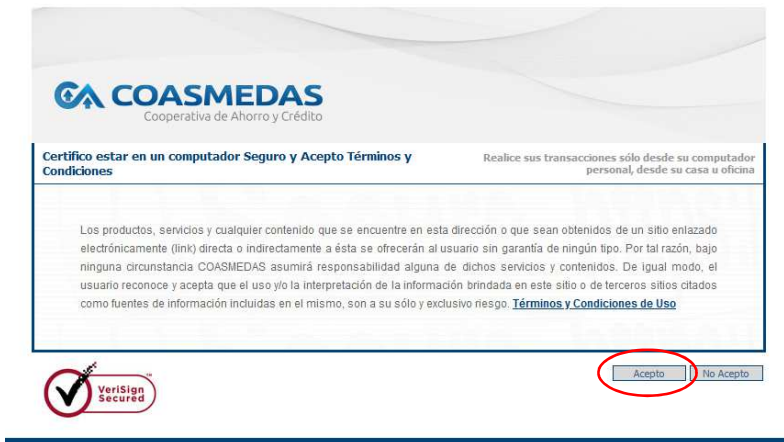 COASMEDAS
Cooperativa de Ahorro y Crédito
Certifico estar en un computador Seguro y Acepto Términos y
Condiciones
Realice sus transacciones sólo desde su computador
personal, desde su casa u oficina
Los productos, servicios y cualquier contenido que se encuentre en esta dirección o que sean obtenidos de un sitio enlazado
electrónicamente (link) directa o indirectamente a ésta se ofrecerán al usuario sin garantía de ningún tipo. Por tal razón, bajo
ninguna circunstancia COASMEDAS asumirá responsabilidad alguna de dichos servicios y contenidos. De igual modo, el
usuario reconoce y acepta que el uso y/o la interpretación de la información brindada en este sitio o de terceros sitios citados
como fuentes de información incluidas en el mismo, son a su sólo y exclusivo riesgo. Términos y Condiciones de Uso
VeriSign
Secured
Acepto
No Acepto